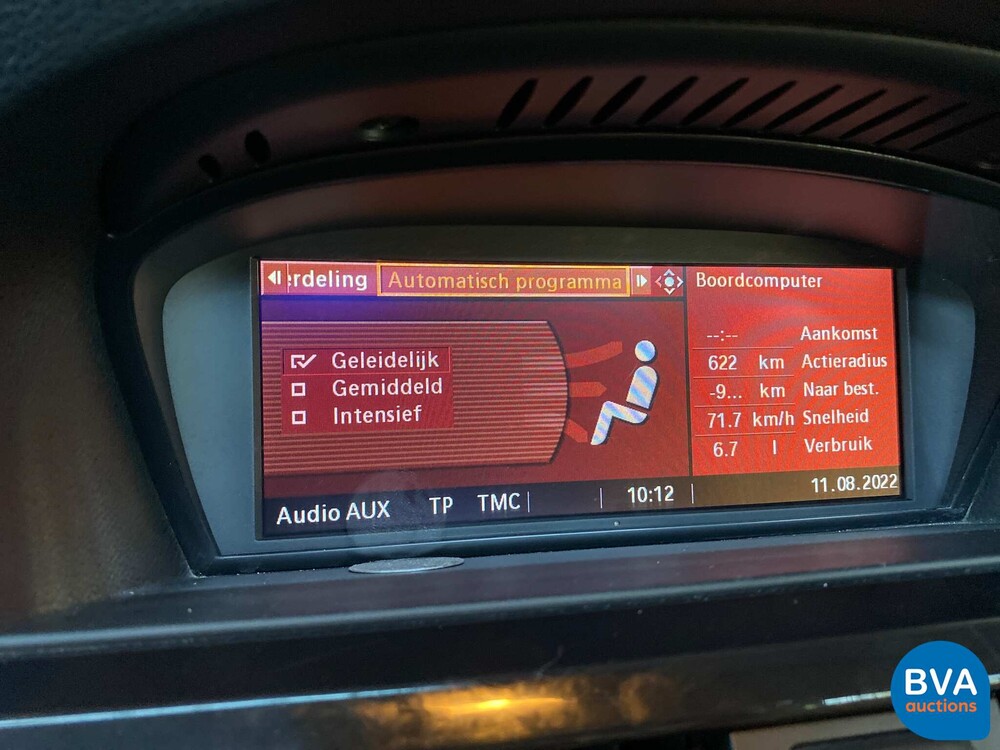 :rdeling Automatisch programma
Geleidelijk
Gemiddeld
Intensief
Boordcomputer
--:-- Aankomst
622 km Actieradius
-9... km Naar best.
71.7 km/h Snelheid
6.7 l Verbruik
11.08.2022
Audio AUX TP TMC 10:12
BVA
auctions